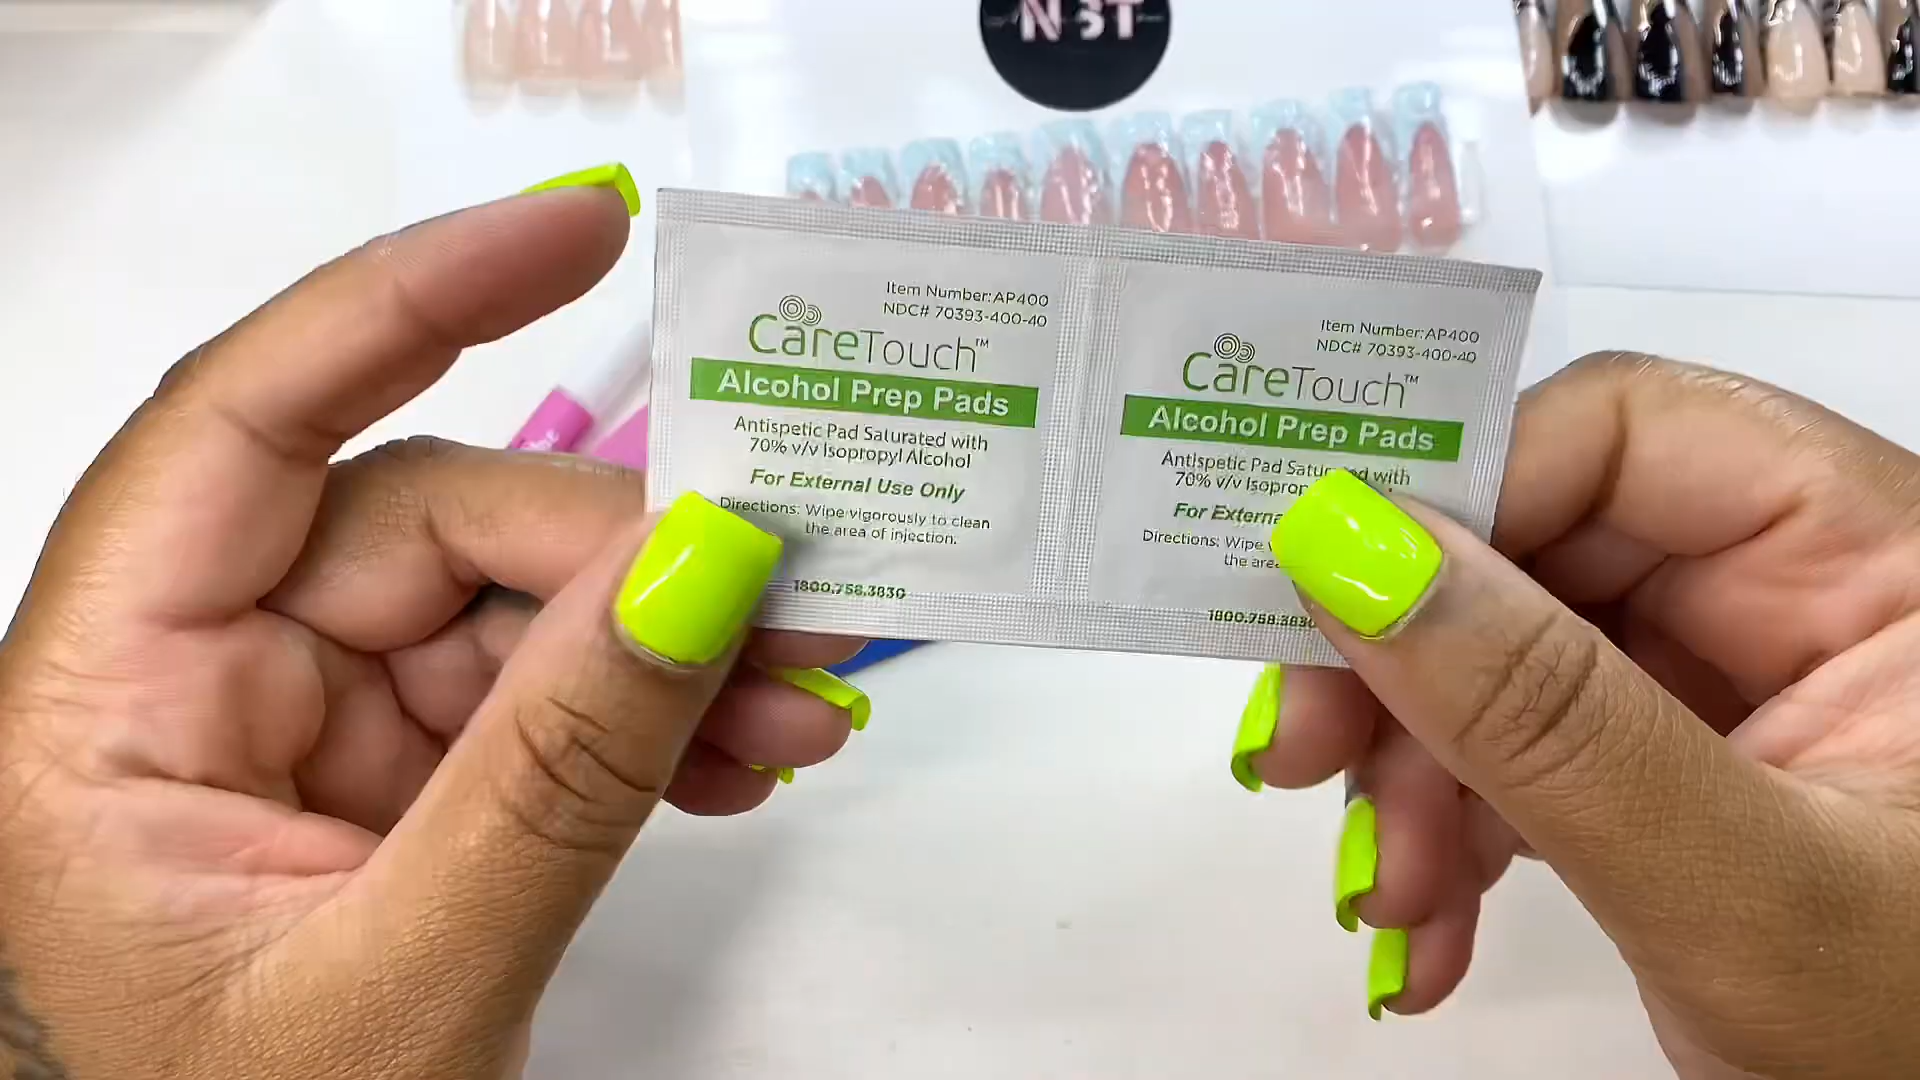 NBT
Item Number:AP400
NDC# 70393-400-40
CareTouch™
Alcohol Prep Pads
Antispetic Pad Saturated with
70% v/v Isopropyl Alcohol
For External Use Only
Directions: Wipe vigorously to clean
the area of injection.
1800.758.3830
Item Number:AP400
NDC# 70393-400-40
CareTouch™
Alcohol Prep Pads
Antispetic Pad with
70% v/v
For
Directions: Wipe
the